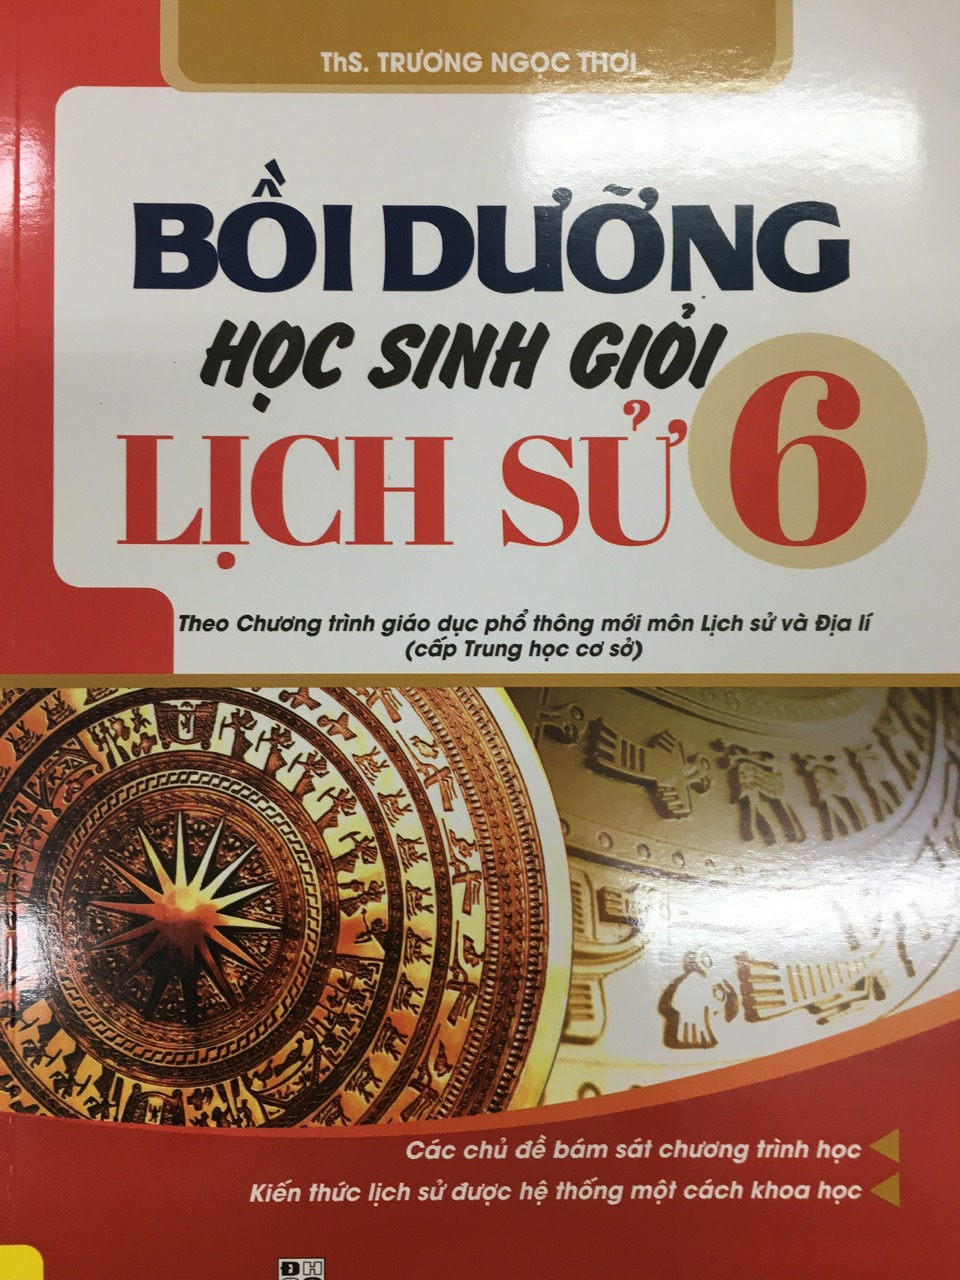 ThS. TRƯƠNG NGỌC THƠI
BỒI DƯỠNG
HỌC SINH GIỎI
LỊCH SỬ 6
Theo Chương trình giáo dục phổ thông mới môn Lịch sử và Địa lí
(cấp Trung học cơ sở)
Các chủ đề bám sát chương trình học
Kiến thức lịch sử được hệ thống một cách khoa học
ĐH